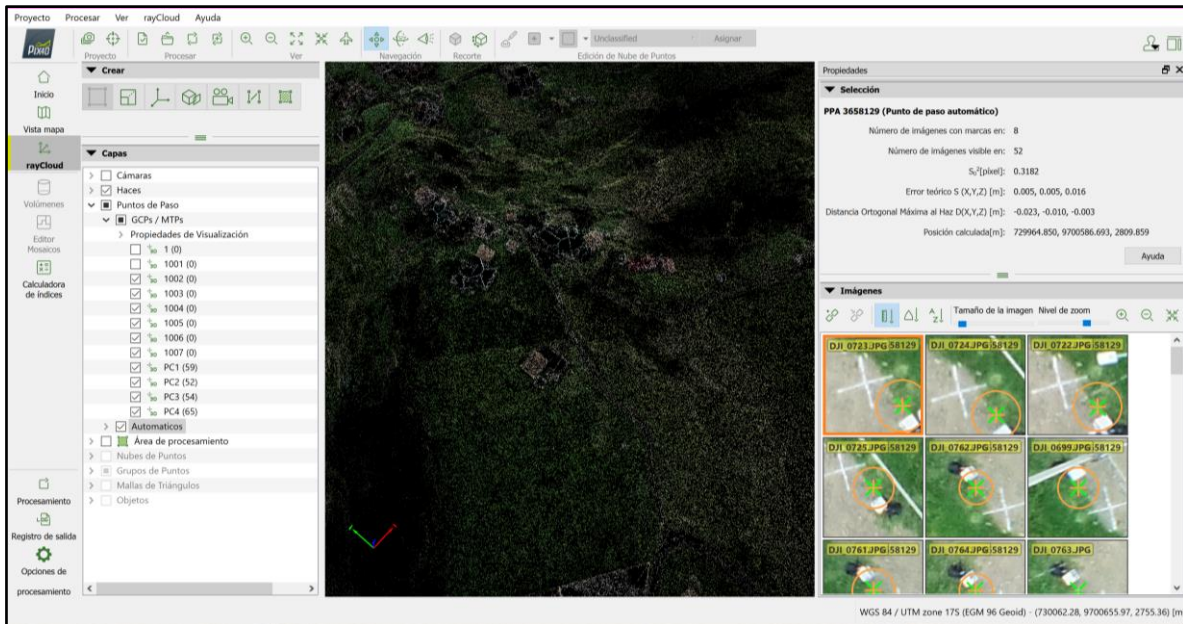 Proyecto Procesar Ver rayCloud Ayuda
PIX4D
Proyecto Procesar Ver Navegación Recorte Edición de Nube de Puntos
Unclassified Asignar
Inicio
Vista mapa
rayCloud
Volúmenes
Editor
Mosaicos
Calculadora
de índices
Procesamiento
Registro de salida
Opciones de
procesamiento
Crear
Capas
Cámaras
Haces
Puntos de Paso
GCPs / MTPs
Propiedades de Visualización
1 (0)
1001 (0)
1002 (0)
1003 (0)
1004 (0)
1005 (0)
1006 (0)
1007 (0)
PC1 (59)
PC2 (52)
PC3 (54)
PC4 (65)
Automaticos
Área de procesamiento
Nubes de Puntos
Grupos de Puntos
Mallas de Triángulos
Objetos
Propiedades
Selección
PPA 3658129 (Punto de paso automático)
Número de imágenes con marcas en: 8
Número de imágenes visible en: 52
S₀²[pixel]: 0.3182
Error teórico S (X,Y,Z) [m]: 0.005, 0.005, 0.016
Distancia Ortogonal Máxima al Haz D(X,Y,Z) [m]: -0.023, -0.010, -0.003
Posición calculada[m]: 729964.850, 9700586.693, 2809.859
Ayuda
Imágenes
Tamaño de la imagen Nivel de zoom
DJI_0723.JPG 58129 DJI_0724.JPG 58129 DJI_0722.JPG 58129
DJI_0725.JPG 58129 DJI_0762.JPG 58129 DJI_0699.JPG 58129
DJI_0761.JPG 58129 DJI_0764.JPG 58129 DJI_0763.JPG
WGS 84 / UTM zone 17S (EGM 96 Geoid) - (730062.28, 9700655.97, 2755.36) [m